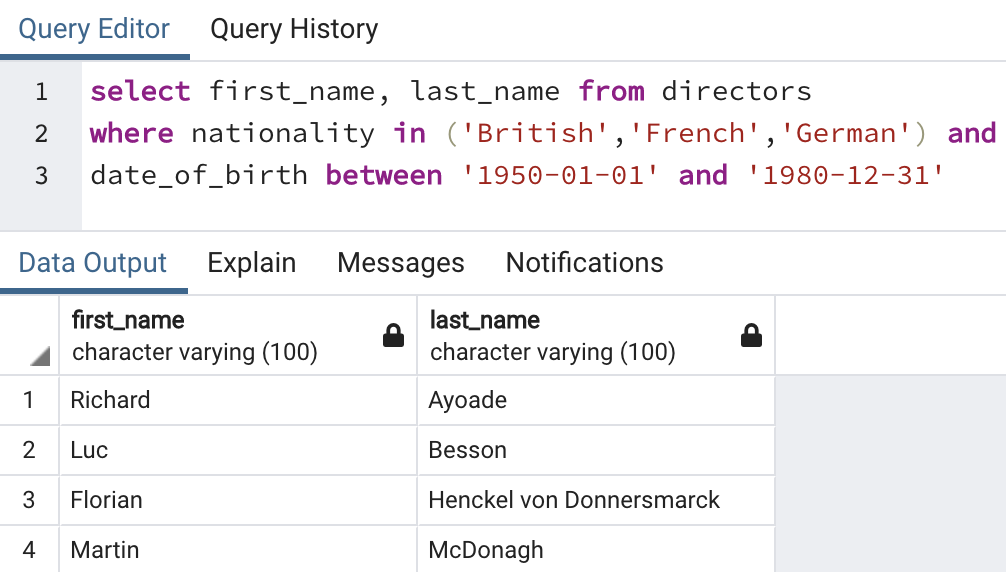 Query Editor Query History
1 select first_name, last_name from directors
2 where nationality in ('British','French','German') and
3 date_of_birth between '1950-01-01' and '1980-12-31'
Data Output Explain Messages Notifications
first_name last_name
character varying (100) character varying (100)
1 Richard Ayoade
2 Luc Besson
3 Florian Henckel von Donnersmarck
4 Martin McDonagh